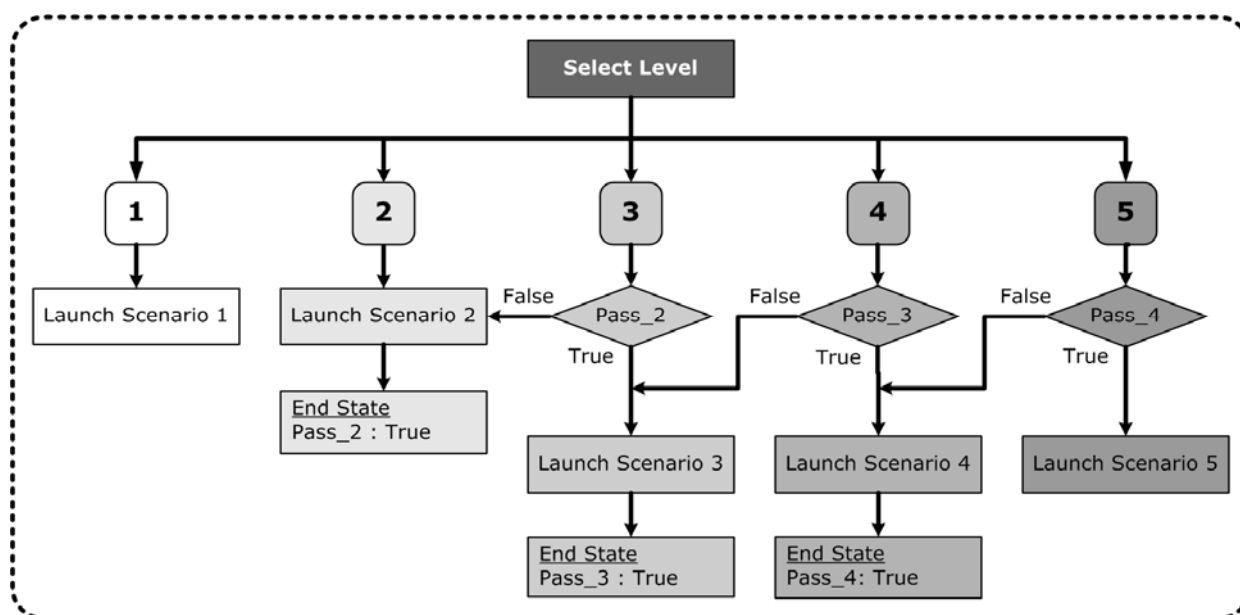 Select Level
1
2
3
4
5
Launch Scenario 1
Launch Scenario 2
False
Pass_2
False
Pass_3
False
Pass_4
True
True
True
End State
Pass_2 : True
Launch Scenario 3
Launch Scenario 4
Launch Scenario 5
End State
Pass_3 : True
End State
Pass_4: True